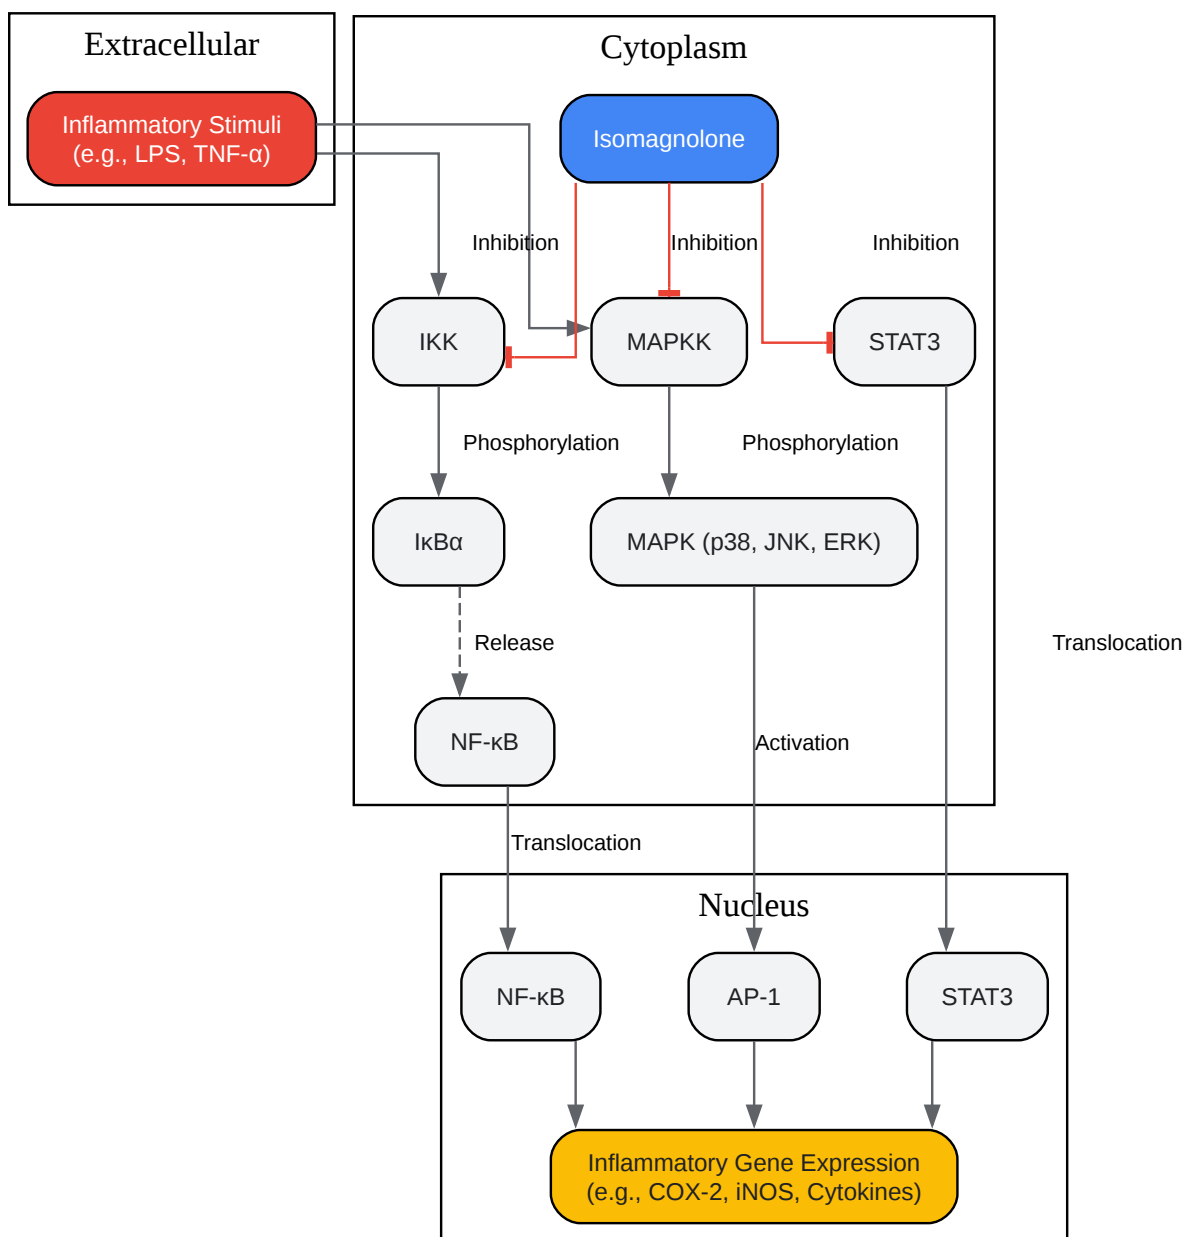 Extracellular
Cytoplasm
Inflammatory Stimuli
(e.g., LPS, TNF-α)
Isomagnolone
Inhibition
Inhibition
Inhibition
IKK
MAPKK
STAT3
Phosphorylation
Phosphorylation
IκBα
MAPK (p38, JNK, ERK)
Release
Translocation
NF-κB
Activation
Translocation
Nucleus
NF-κB
AP-1
STAT3
Inflammatory Gene Expression
(e.g., COX-2, iNOS, Cytokines)